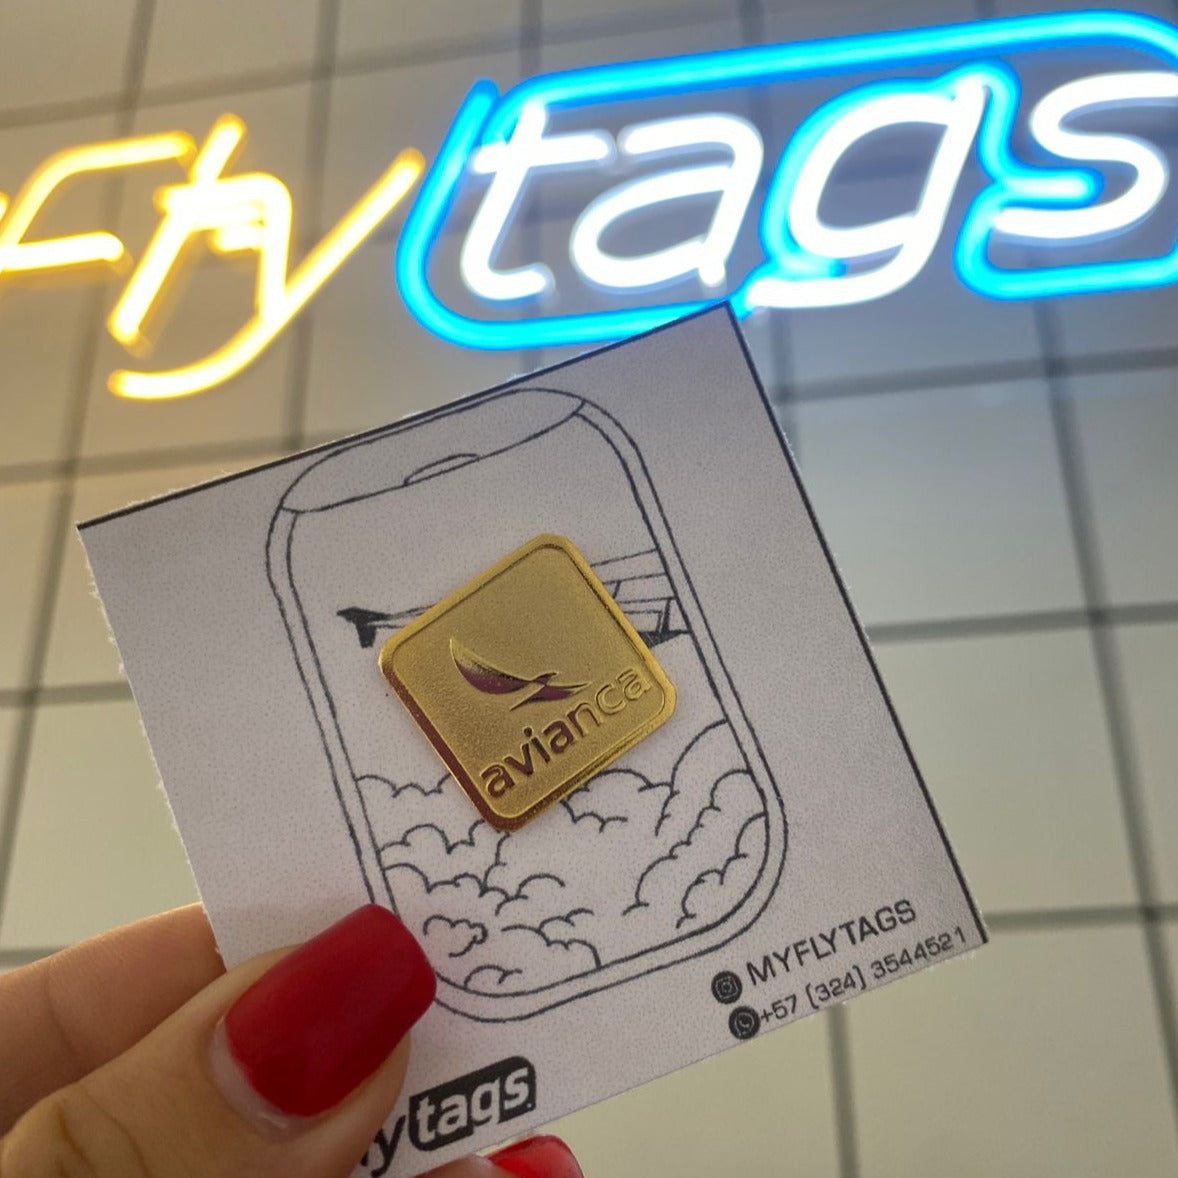 Fly tags
avianca
MYFLYTAGS
+57 (324) 3544521
tags